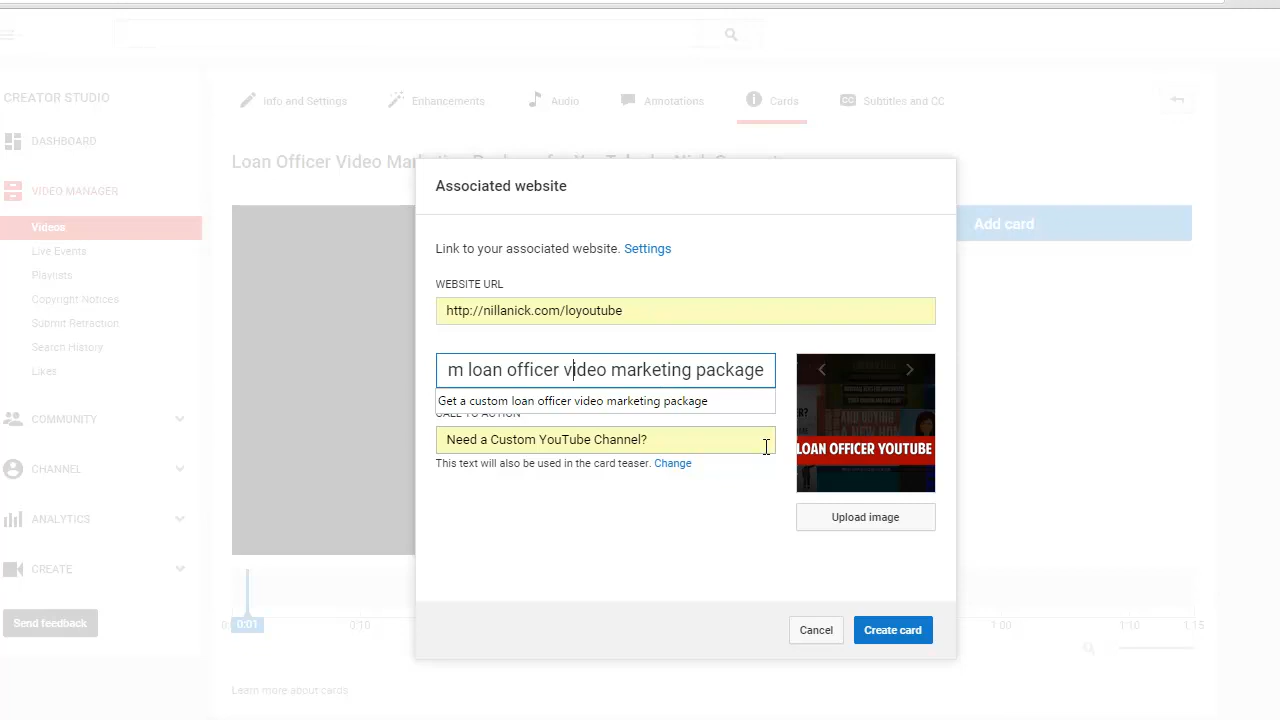 CREATOR STUDIO
DASHBOARD
VIDEO MANAGER
Videos
Live Events
Playlists
Copyright Notices
Submit Retraction
Search History
Likes
COMMUNITY
CHANNEL
ANALYTICS
CREATE
Send feedback
Info and Settings
Enhancements
Audio
Annotations
Cards
CC
Subtitles and CC
Loan Officer Video Ma
Add card
Associated website
Link to your associated website. Settings
WEBSITE URL
http://nillanick.com/loyoutube
m loan officer video marketing package
Get a custom loan officer video marketing package
CALL TO ACTION
Need a Custom YouTube Channel?
This text will also be used in the card teaser. Change
LOAN OFFICER YOUTUBE
Upload image
Cancel
Create card
0:01
0:10
1:00
1:10
1:15
Learn more about cards